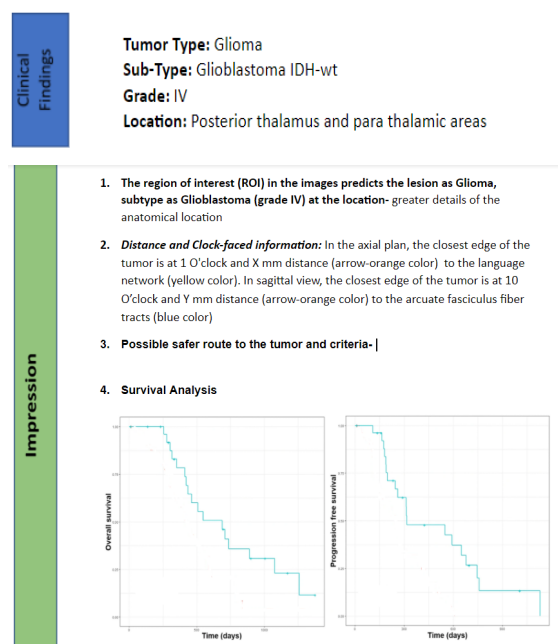 Clinical
Findings
Tumor Type: Glioma
Sub-Type: Glioblastoma IDH-wt
Grade: IV
Location: Posterior thalamus and para thalamic areas
Impression
1. The region of interest (ROI) in the images predicts the lesion as Glioma,
subtype as Glioblastoma (grade IV) at the location- greater details of the
anatomical location
2. Distance and Clock-faced information: In the axial plan, the closest edge of the
tumor is at 1 O'clock and X mm distance (arrow-orange color) to the language
network (yellow color). In sagittal view, the closest edge of the tumor is at 10
O'clock and Y mm distance (arrow-orange color) to the arcuate fasciculus fiber
tracts (blue color)
3. Possible safer route to the tumor and criteria-
4. Survival Analysis
Overall survival
Time (days)
Progression free survival
Time (days)